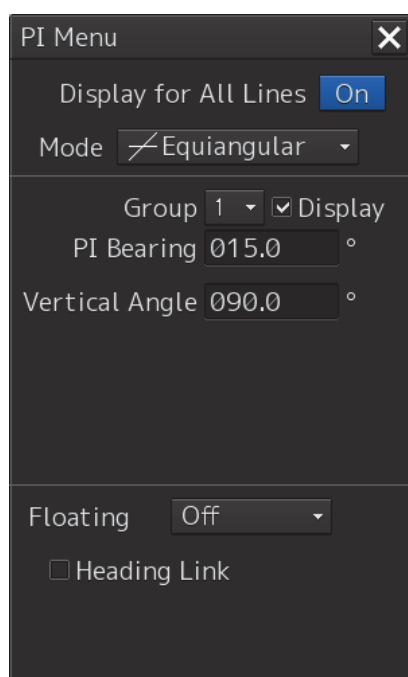 PI Menu
Display for All Lines On
Mode Equiangular
Group 1 Display
PI Bearing 015.0 °
Vertical Angle 090.0 °
Floating Off
Heading Link